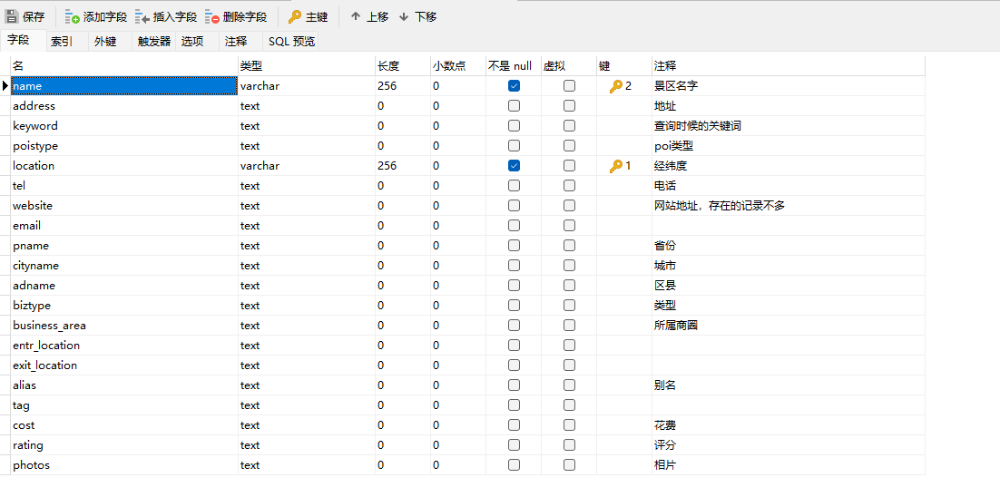 保存 添加字段 插入字段 删除字段 主键 上移 下移
字段 索引 外键 触发器 选项 注释 SQL 预览
名 类型 长度 小数点 不是 null 虚拟 键 注释
name varchar 256 0 2 景区名字
address text 0 0 地址
keyword text 0 0 查询时候的关键词
poistype text 0 0 poi类型
location varchar 256 0 1 经纬度
tel text 0 0 电话
website text 0 0 网站地址，存在的记录不多
email text 0 0
pname text 0 0 省份
cityname text 0 0 城市
adname text 0 0 区县
biztype text 0 0 类型
business_area text 0 0 所属商圈
entr_location text 0 0
exit_location text 0 0
alias text 0 0 别名
tag text 0 0
cost text 0 0 花费
rating text 0 0 评分
photos text 0 0 相片